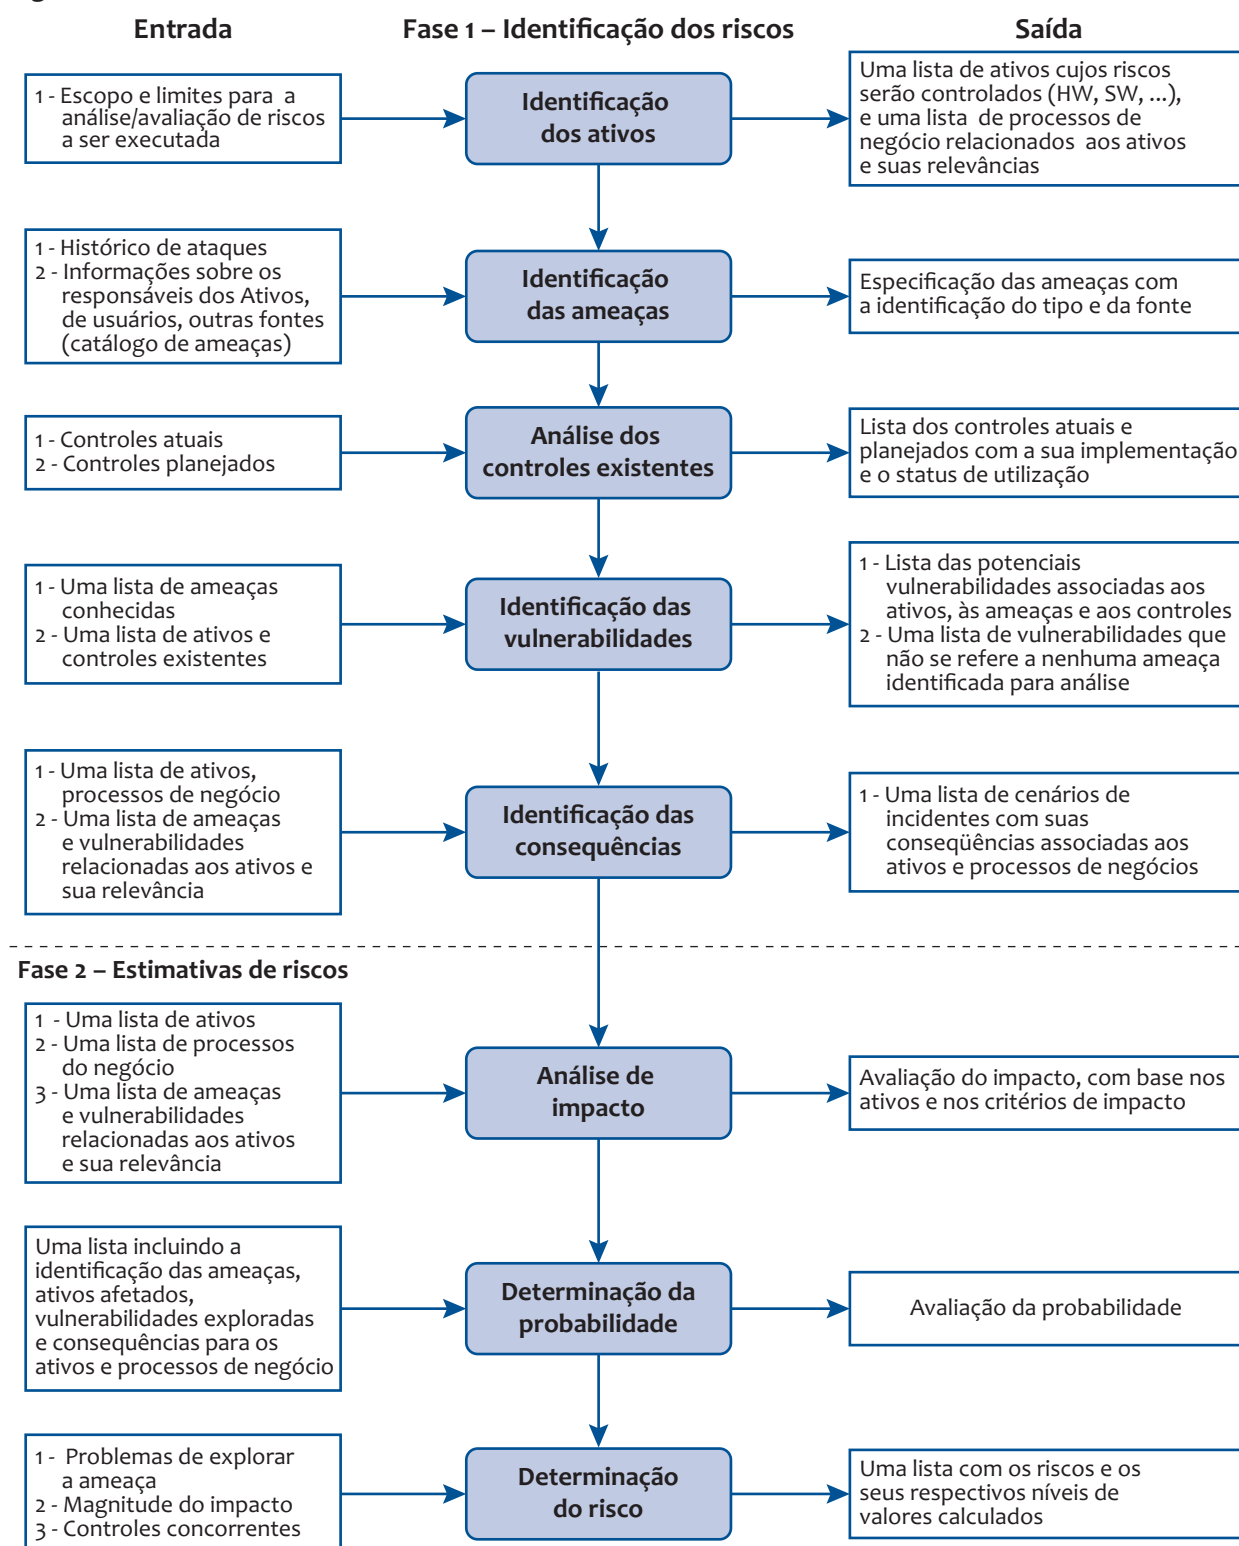 Entrada
Fase 1 – Identificação dos riscos
Saída
1 - Escopo e limites para a
análise/avaliação de riscos
a ser executada
Identificação
dos ativos
Uma lista de ativos cujos riscos
serão controlados (HW, SW, ...),
e uma lista de processos de
negócio relacionados aos ativos
e suas relevâncias
1 - Histórico de ataques
2 - Informações sobre os
responsáveis dos Ativos,
de usuários, outras fontes
(catálogo de ameaças)
Identificação
das ameaças
Especificação das ameaças com
a identificação do tipo e da fonte
1 - Controles atuais
2 - Controles planejados
Análise dos
controles existentes
Lista dos controles atuais e
planejados com a sua implementação
e o status de utilização
1 - Uma lista de ameaças
conhecidas
2 - Uma lista de ativos e
controles existentes
Identificação das
vulnerabilidades
1 - Lista das potenciais
vulnerabilidades associadas aos
ativos, às ameaças e aos controles
2 - Uma lista de vulnerabilidades que
não se refere a nenhuma ameaça
identificada para análise
1 - Uma lista de ativos,
processos de negócio
2 - Uma lista de ameaças
e vulnerabilidades
relacionadas aos ativos e
sua relevância
Identificação das
consequências
1 - Uma lista de cenários de
incidentes com suas
conseqüências associadas aos
ativos e processos de negócios
Fase 2 – Estimativas de riscos
1 - Uma lista de ativos
2 - Uma lista de processos
do negócio
3 - Uma lista de ameaças
e vulnerabilidades
relacionadas aos ativos
e sua relevância
Análise de
impacto
Avaliação do impacto, com base nos
ativos e nos critérios de impacto
Uma lista incluindo a
identificação das ameaças,
ativos afetados,
vulnerabilidades exploradas
e consequências para os
ativos e processos de negócio
Determinação da
probabilidade
Avaliação da probabilidade
1 - Problemas de explorar
a ameaça
2 - Magnitude do impacto
3 - Controles concorrentes
Determinação
do risco
Uma lista com os riscos e os
seus respectivos níveis de
valores calculados